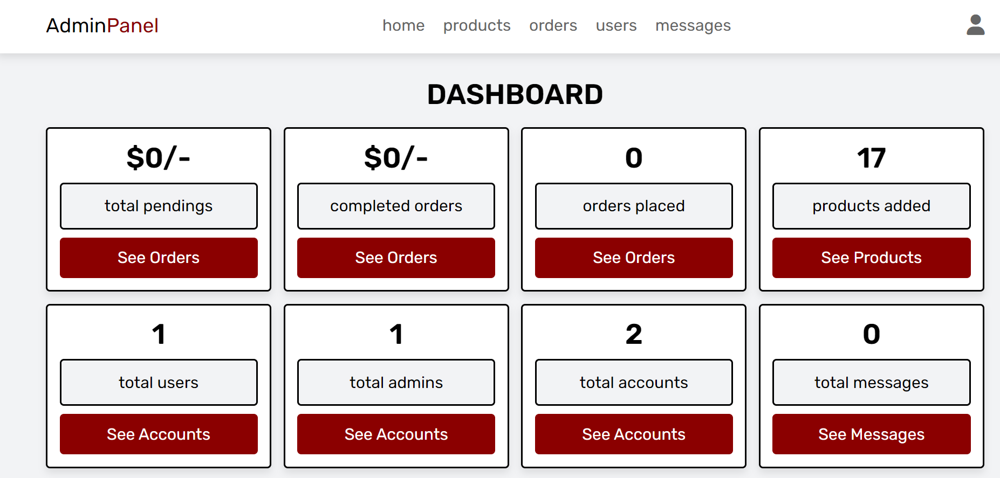 AdminPanel home products orders users messages
DASHBOARD
$0/- $0/- 0 17
total pendings completed orders orders placed products added
See Orders See Orders See Orders See Products
1 1 2 0
total users total admins total accounts total messages
See Accounts See Accounts See Accounts See Messages